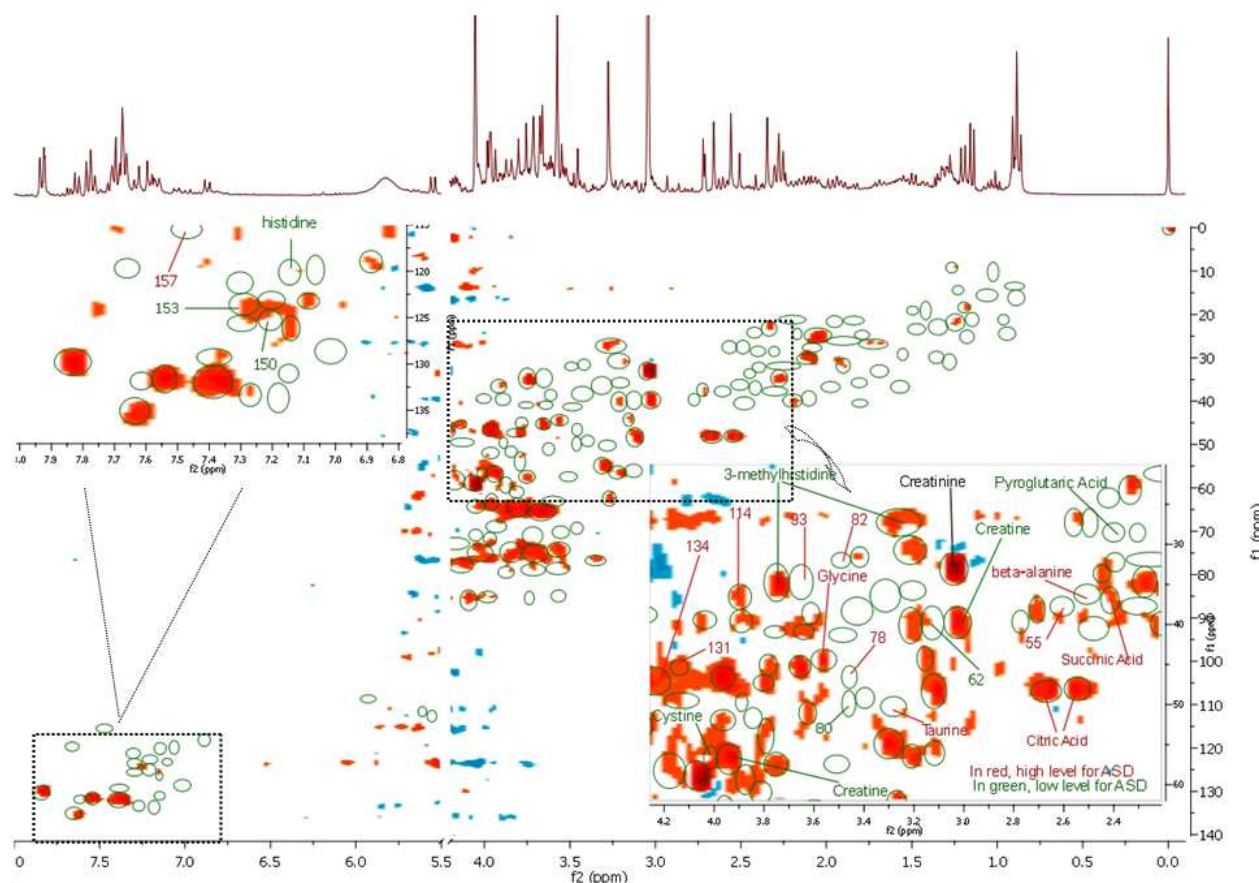 histidine
157
153
150
115
120
125
130
135
8.0 7.9 7.8 7.7 7.6 7.5 7.4 7.3 7.2 7.1 7.0 6.9 6.8
f2 (ppm)
3-methylhistidine
Creatinine
Pyroglutaric Acid
114
93
82
Creatine
134
Glycine
beta-alanine
131
78
55
62
Succinic Acid
Cystine
80
Taurine
Citric Acid
Creatine
In red, high level for ASD
In green, low level for ASD
30
40
50
60
f1 (ppm)
4.2 4.0 3.8 3.6 3.4 3.2 3.0 2.8 2.6 2.4
f2 (ppm)
0
10
20
30
40
50
60
70
80
90
100
110
120
130
140
f1 (ppm)
7.5 7.0 6.5 6.0 5.5 4.0 3.5 3.0 2.5 2.0 1.5 1.0 0.5 0.0
f2 (ppm)